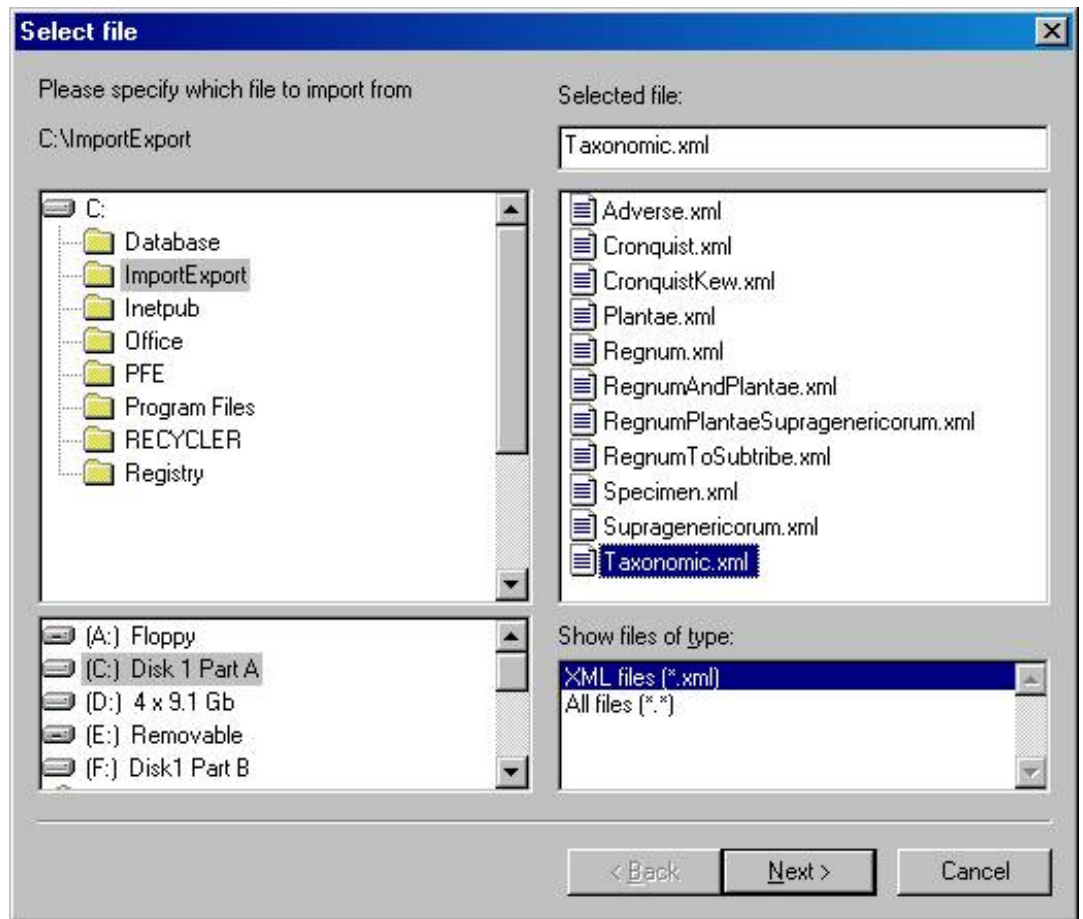 Select file
Please specify which file to import from
C:\ImportExport
Selected file:
Taxonomic.xml
C:
Database
ImportExport
Inetpub
Office
PFE
Program Files
RECYCLER
Registry
Adverse.xml
Cronquist.xml
CronquistKew.xml
Plantae.xml
Regnum.xml
RegnumAndPlantae.xml
RegnumPlantaeSupragenericorum.xml
RegnumToSubtribe.xml
Specimen.xml
Supragenericorum.xml
Taxonomic.xml
(A:) Floppy
(C:) Disk 1 Part A
(D:) 4 x 9.1 Gb
(E:) Removable
(F:) Disk1 Part B
Show files of type:
XML files (*.xml)
All files (*.*)
< Back
Next >
Cancel